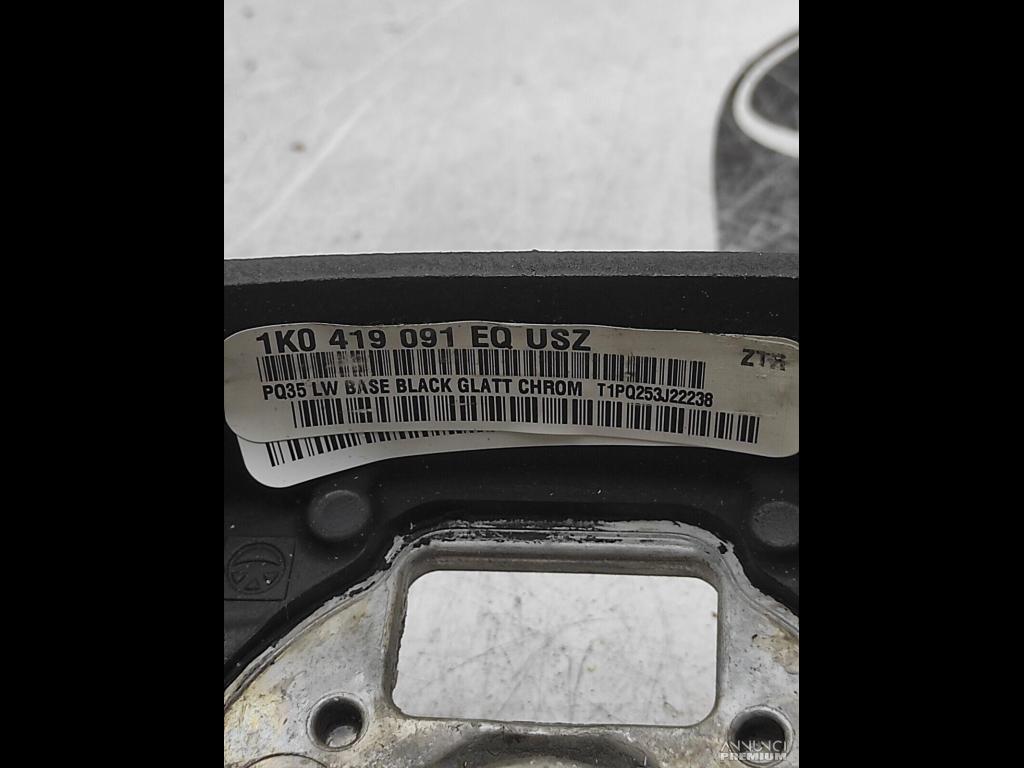 1K0 419 091 EQ USZ
ZTR
PQ35 LW BASE BLACK GLATT CHROM T1PQ253J22238
ANNUNCI
PREMIUM